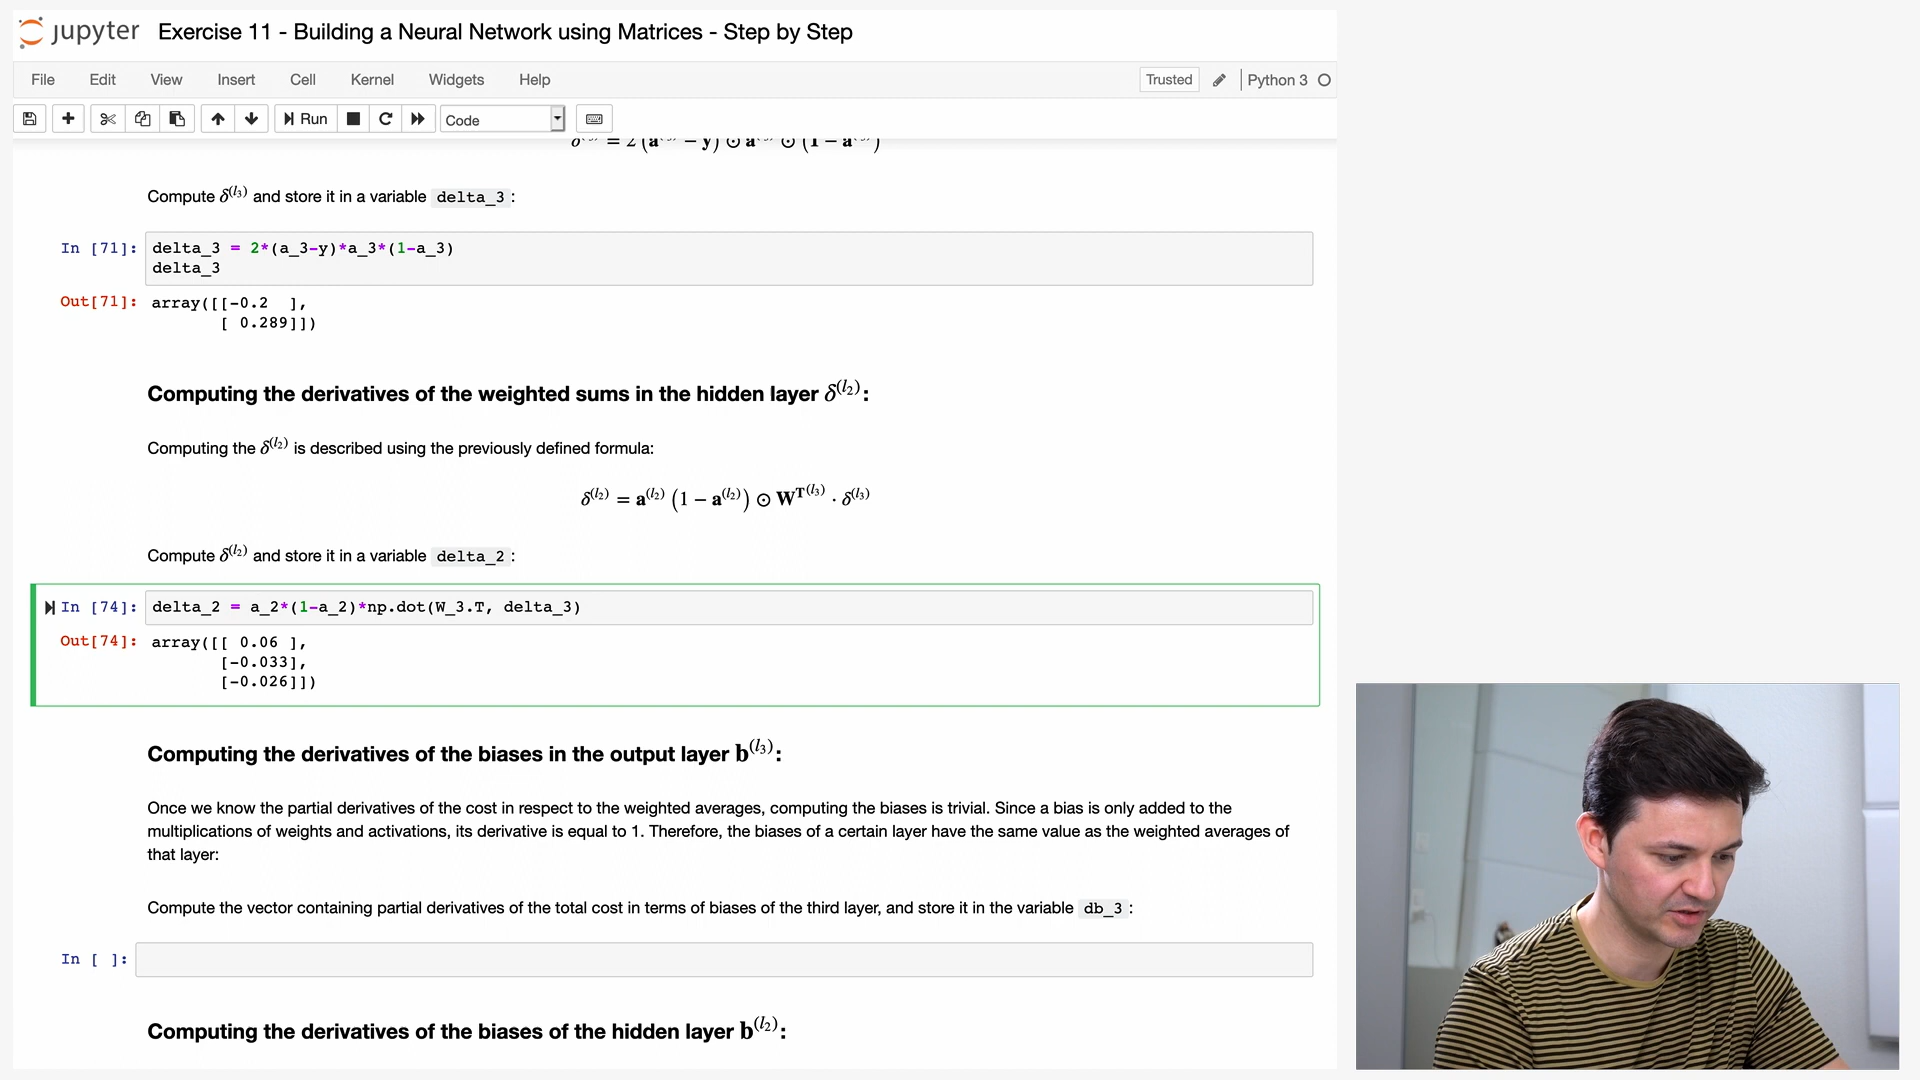 jupyter Exercise 11 - Building a Neural Network using Matrices - Step by Step
File Edit View Insert Cell Kernel Widgets Help Trusted Python 3
Run Code
δ = 2 (a − y) ⊙ a ⊙ (1 − a)
Compute δ^(l₃) and store it in a variable delta_3 :
In [71]: delta_3 = 2*(a_3-y)*a_3*(1-a_3)
delta_3
Out[71]: array([[-0.2 ],
[ 0.289]])
Computing the derivatives of the weighted sums in the hidden layer δ^(l₂):
Computing the δ^(l₂) is described using the previously defined formula:
δ^(l₂) = a^(l₂) (1 − a^(l₂)) ⊙ W^T^(l₃) · δ^(l₃)
Compute δ^(l₂) and store it in a variable delta_2 :
In [74]: delta_2 = a_2*(1-a_2)*np.dot(W_3.T, delta_3)
Out[74]: array([[ 0.06 ],
[-0.033],
[-0.026]])
Computing the derivatives of the biases in the output layer b^(l₃):
Once we know the partial derivatives of the cost in respect to the weighted averages, computing the biases is trivial. Since a bias is only added to the
multiplications of weights and activations, its derivative is equal to 1. Therefore, the biases of a certain layer have the same value as the weighted averages of
that layer:
Compute the vector containing partial derivatives of the total cost in terms of biases of the third layer, and store it in the variable db_3 :
In [ ]:
Computing the derivatives of the biases of the hidden layer b^(l₂):